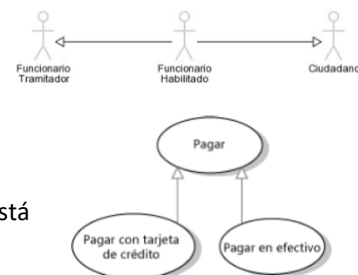 Funcionario
Tramitador
Funcionario
Habilitado
Ciudadano
Pagar
stá
Pagar con tarjeta
de crédito
Pagar en efectivo